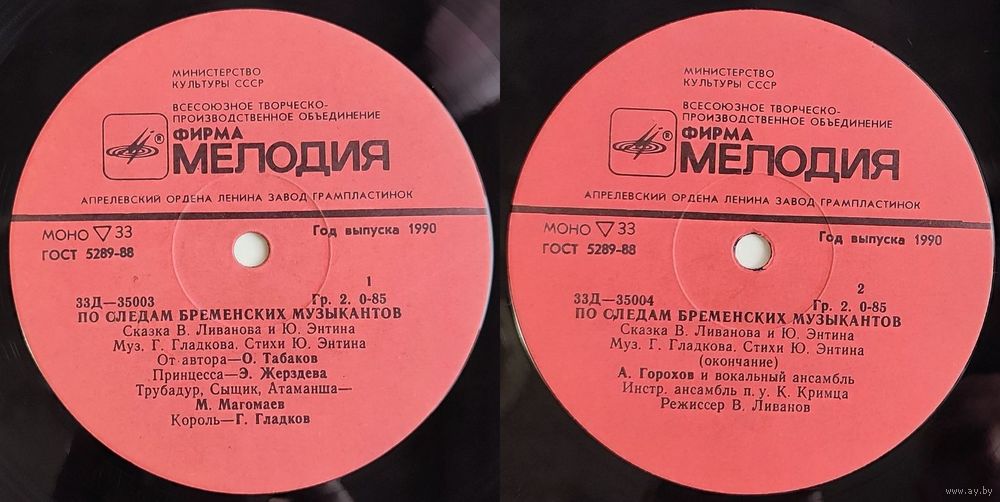 МИНИСТЕРСТВО
КУЛЬТУРЫ СССР
ВСЕСОЮЗНОЕ ТВОРЧЕСКО-
ПРОИЗВОДСТВЕННОЕ ОБЪЕДИНЕНИЕ
®
ФИРМА
МЕЛОДИЯ
АПРЕЛЕВСКИЙ ОРДЕНА ЛЕНИНА ЗАВОД ГРАМПЛАСТИНОК
МОНО ▽ 33
Год выпуска 1990
ГОСТ 5289-88
1
33Д—35003
Гр. 2. 0-85
ПО СЛЕДАМ БРЕМЕНСКИХ МУЗЫКАНТОВ
Сказка В. Ливанова и Ю. Энтина
Муз. Г. Гладкова. Стихи Ю. Энтина
От автора—О. Табаков
Принцесса—Э. Жерздева
Трубадур, Сыщик, Атаманша—
М. Магомаев
Король—Г. Гладков
МИНИСТЕРСТВО
КУЛЬТУРЫ СССР
ВСЕСОЮЗНОЕ ТВОРЧЕСКО-
ПРОИЗВОДСТВЕННОЕ ОБЪЕДИНЕНИЕ
®
ФИРМА
МЕЛОДИЯ
АПРЕЛЕВСКИЙ ОРДЕНА ЛЕНИНА ЗАВОД ГРАМПЛАСТИНОК
МОНО ▽ 33
Год выпуска 1990
ГОСТ 5289-88
2
33Д—35004
Гр. 2. 0-85
ПО СЛЕДАМ БРЕМЕНСКИХ МУЗЫКАНТОВ
Сказка В. Ливанова и Ю. Энтина
Муз. Г. Гладкова. Стихи Ю. Энтина
(окончание)
А. Горохов и вокальный ансамбль
Инстр. ансамбль п. у. К. Кримца
Режиссер В. Ливанов
www.ay.by